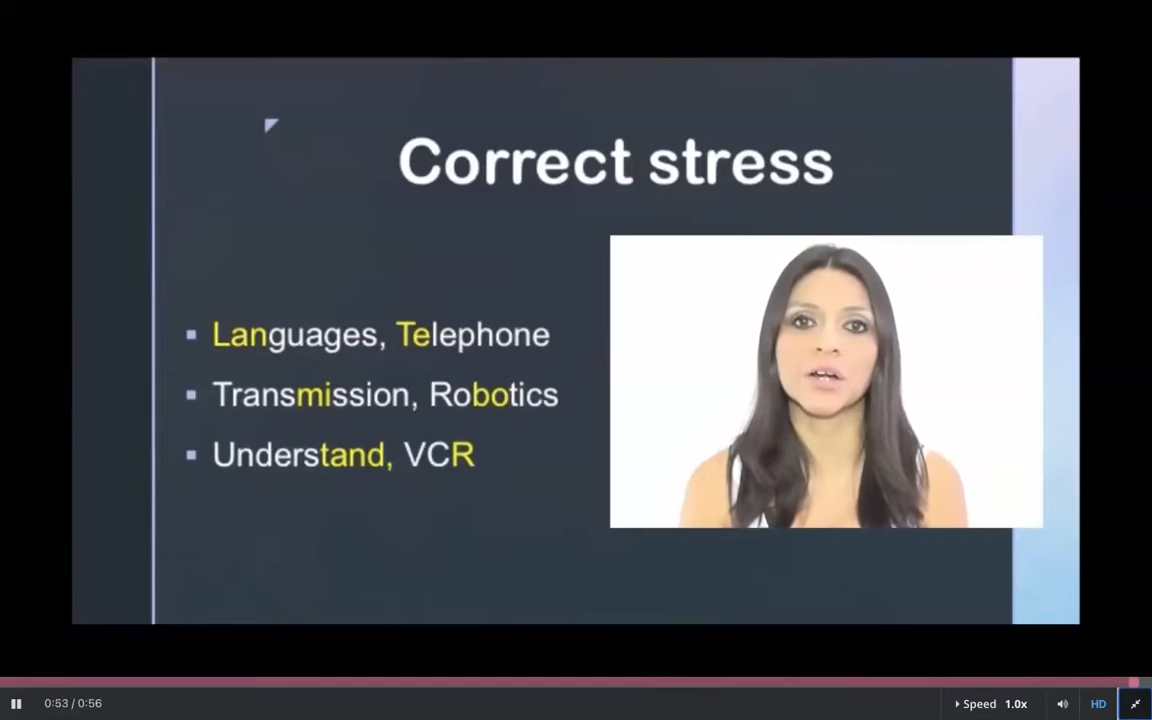 Correct stress
Languages, Telephone
Transmission, Robotics
Understand, VCR
0:53 / 0:56
Speed 1.0x
HD